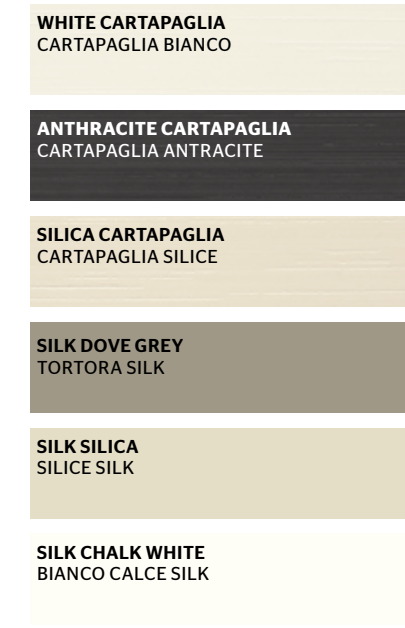 WHITE CARTAPAGLIA
CARTAPAGLIA BIANCO
ANTHRACITE CARTAPAGLIA
CARTAPAGLIA ANTRACITE
SILICA CARTAPAGLIA
CARTAPAGLIA SILICE
SILK DOVE GREY
TORTORA SILK
SILK SILICA
SILICE SILK
SILK CHALK WHITE
BIANCO CALCE SILK